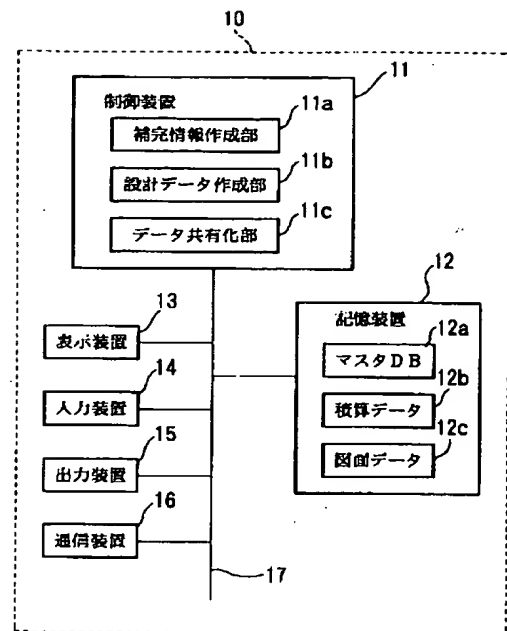 10
11
制御装置
11a
補完情報作成部
11b
設計データ作成部
11c
データ共有化部
12
記憶装置
12a
マスタDB
12b
積算データ
12c
図面データ
13
表示装置
14
入力装置
15
出力装置
16
通信装置
17